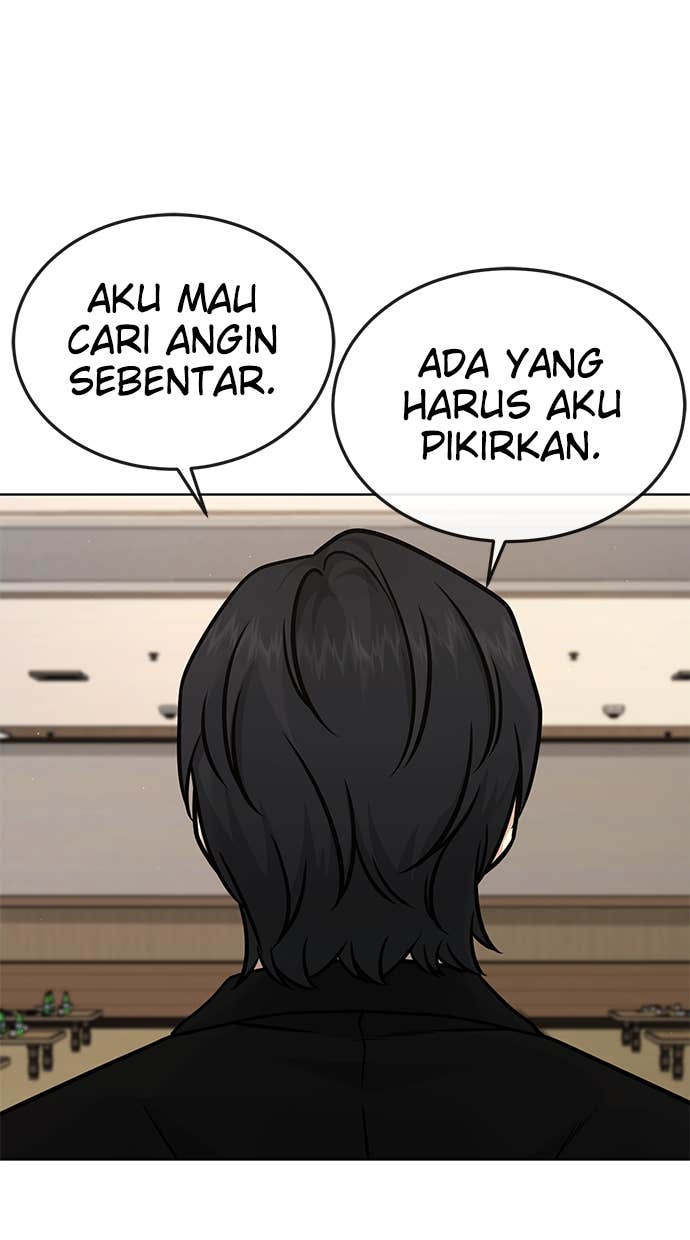 AKU MAU
CARI ANGIN
SEBENTAR.
ADA YANG
HARUS AKU
PIKIRKAN.